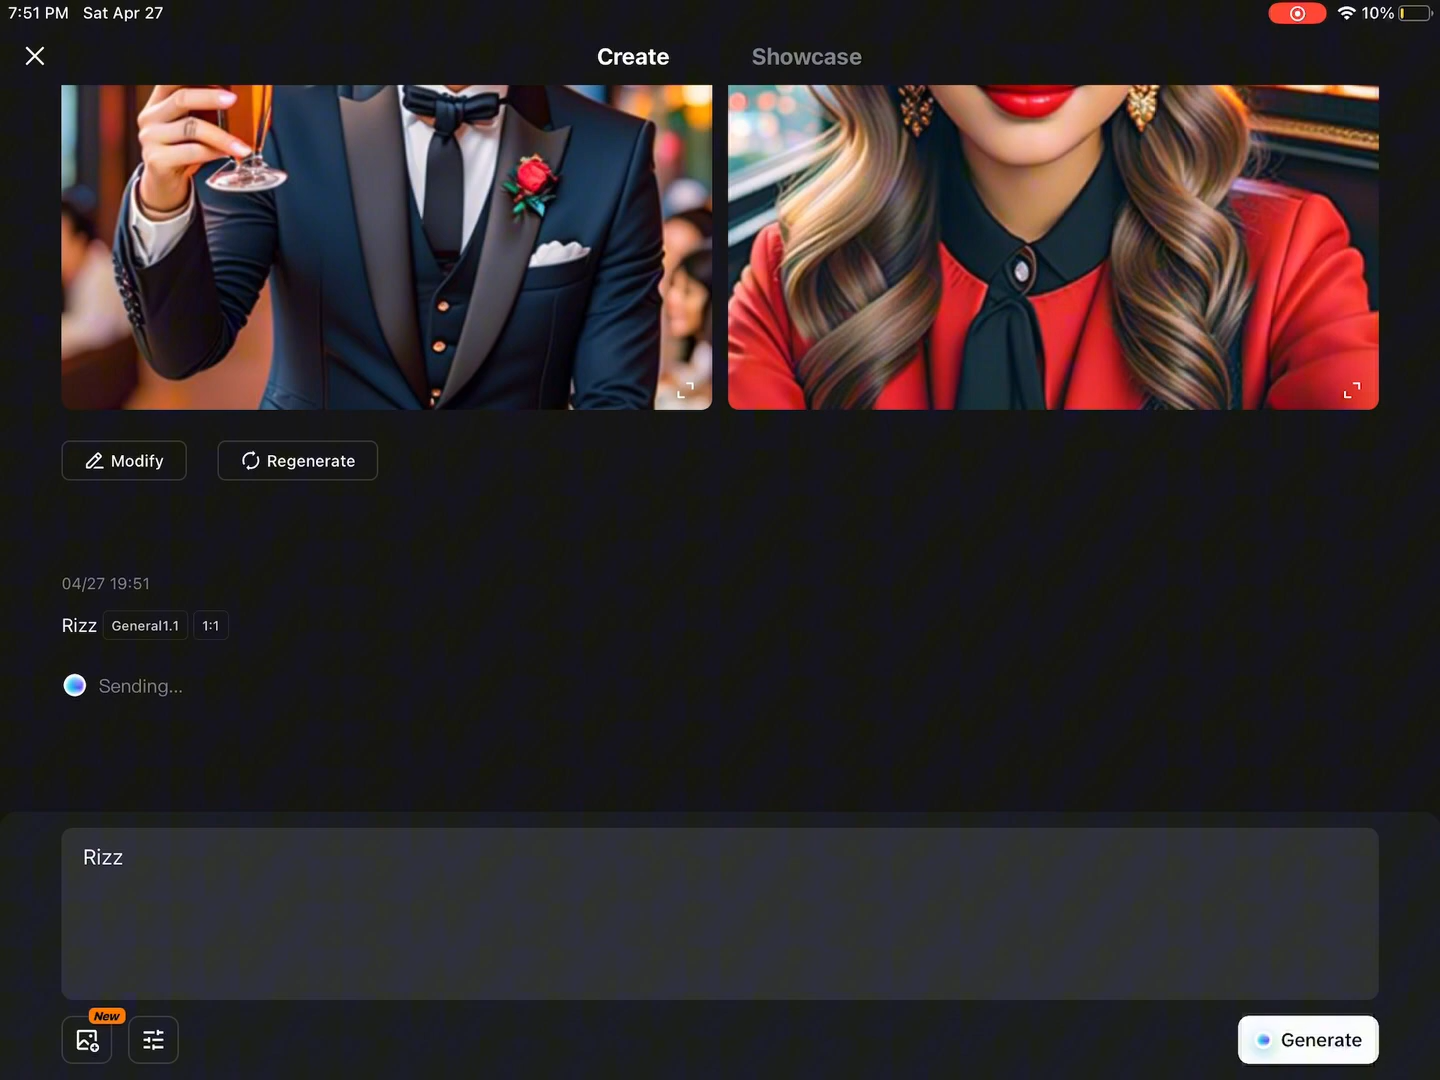 7:51 PM Sat Apr 27
10%
Create Showcase
Modify Regenerate
04/27 19:51
Rizz General1.1 1:1
Sending...
Rizz
New
Generate